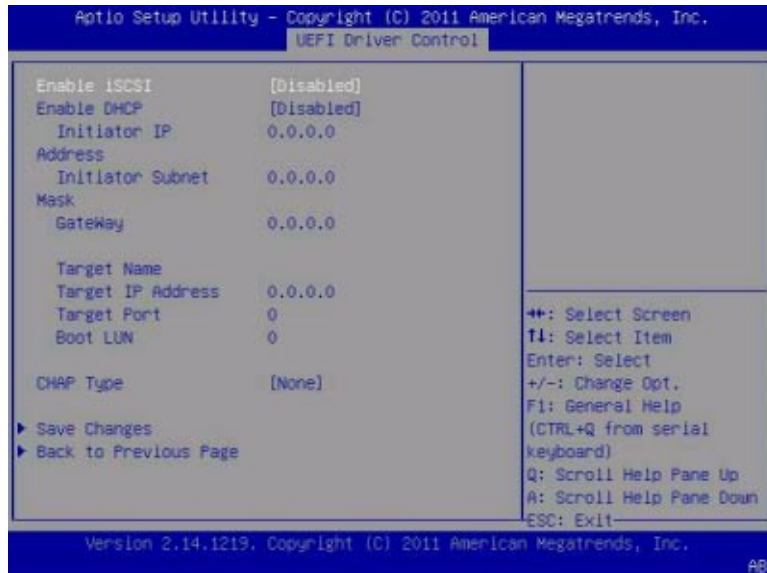 Aptio Setup Utility – Copyright (C) 2011 American Megatrends, Inc.
UEFI Driver Control
Enable iSCSI [Disabled]
Enable DHCP [Disabled]
Initiator IP 0.0.0.0
Address
Initiator Subnet 0.0.0.0
Mask
GateWay 0.0.0.0
Target Name
Target IP Address 0.0.0.0
Target Port 0
Boot LUN 0
CHAP Type [None]
Save Changes
Back to Previous Page
→←: Select Screen
↑↓: Select Item
Enter: Select
+/-: Change Opt.
F1: General Help
(CTRL+Q from serial
keyboard)
Q: Scroll Help Pane Up
A: Scroll Help Pane Down
ESC: Exit
Version 2.14.1219. Copyright (C) 2011 American Megatrends, Inc.
AB